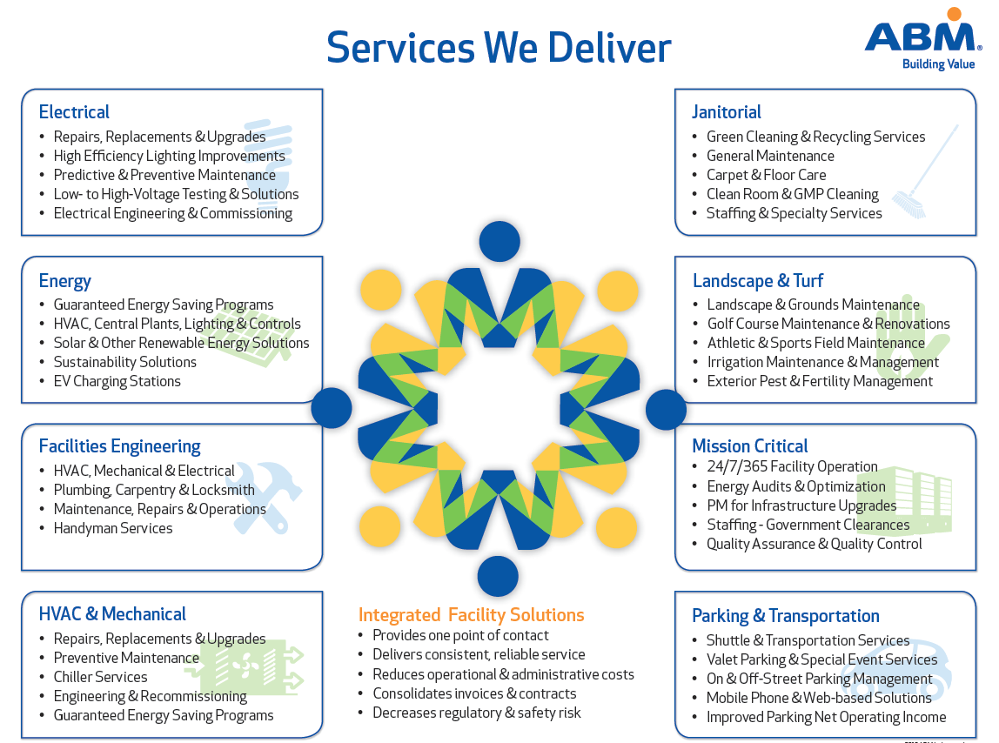 Services We Deliver
ABM®
Building Value
Electrical
• Repairs, Replacements & Upgrades
• High Efficiency Lighting Improvements
• Predictive & Preventive Maintenance
• Low- to High-Voltage Testing & Solutions
• Electrical Engineering & Commissioning
Energy
• Guaranteed Energy Saving Programs
• HVAC, Central Plants, Lighting & Controls
• Solar & Other Renewable Energy Solutions
• Sustainability Solutions
• EV Charging Stations
Facilities Engineering
• HVAC, Mechanical & Electrical
• Plumbing, Carpentry & Locksmith
• Maintenance, Repairs & Operations
• Handyman Services
HVAC & Mechanical
• Repairs, Replacements & Upgrades
• Preventive Maintenance
• Chiller Services
• Engineering & Recommissioning
• Guaranteed Energy Saving Programs
Integrated Facility Solutions
• Provides one point of contact
• Delivers consistent, reliable service
• Reduces operational & administrative costs
• Consolidates invoices & contracts
• Decreases regulatory & safety risk
Janitorial
• Green Cleaning & Recycling Services
• General Maintenance
• Carpet & Floor Care
• Clean Room & GMP Cleaning
• Staffing & Specialty Services
Landscape & Turf
• Landscape & Grounds Maintenance
• Golf Course Maintenance & Renovations
• Athletic & Sports Field Maintenance
• Irrigation Maintenance & Management
• Exterior Pest & Fertility Management
Mission Critical
• 24/7/365 Facility Operation
• Energy Audits & Optimization
• PM for Infrastructure Upgrades
• Staffing - Government Clearances
• Quality Assurance & Quality Control
Parking & Transportation
• Shuttle & Transportation Services
• Valet Parking & Special Event Services
• On & Off-Street Parking Management
• Mobile Phone & Web-based Solutions
• Improved Parking Net Operating Income